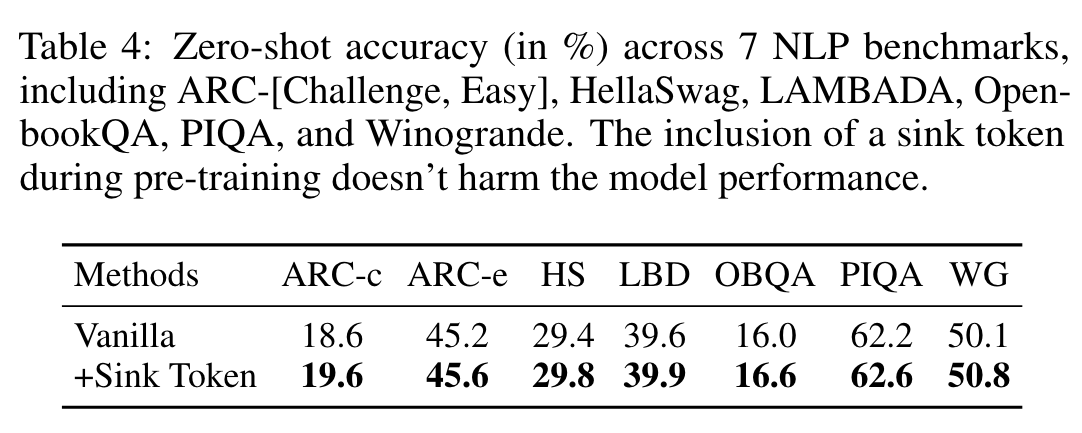 Table 4: Zero-shot accuracy (in %) across 7 NLP benchmarks,
including ARC-[Challenge, Easy], HellaSwag, LAMBADA, Open-
bookQA, PIQA, and Winogrande. The inclusion of a sink token
during pre-training doesn't harm the model performance.
Methods ARC-c ARC-e HS LBD OBQA PIQA WG
Vanilla 18.6 45.2 29.4 39.6 16.0 62.2 50.1
+Sink Token 19.6 45.6 29.8 39.9 16.6 62.6 50.8